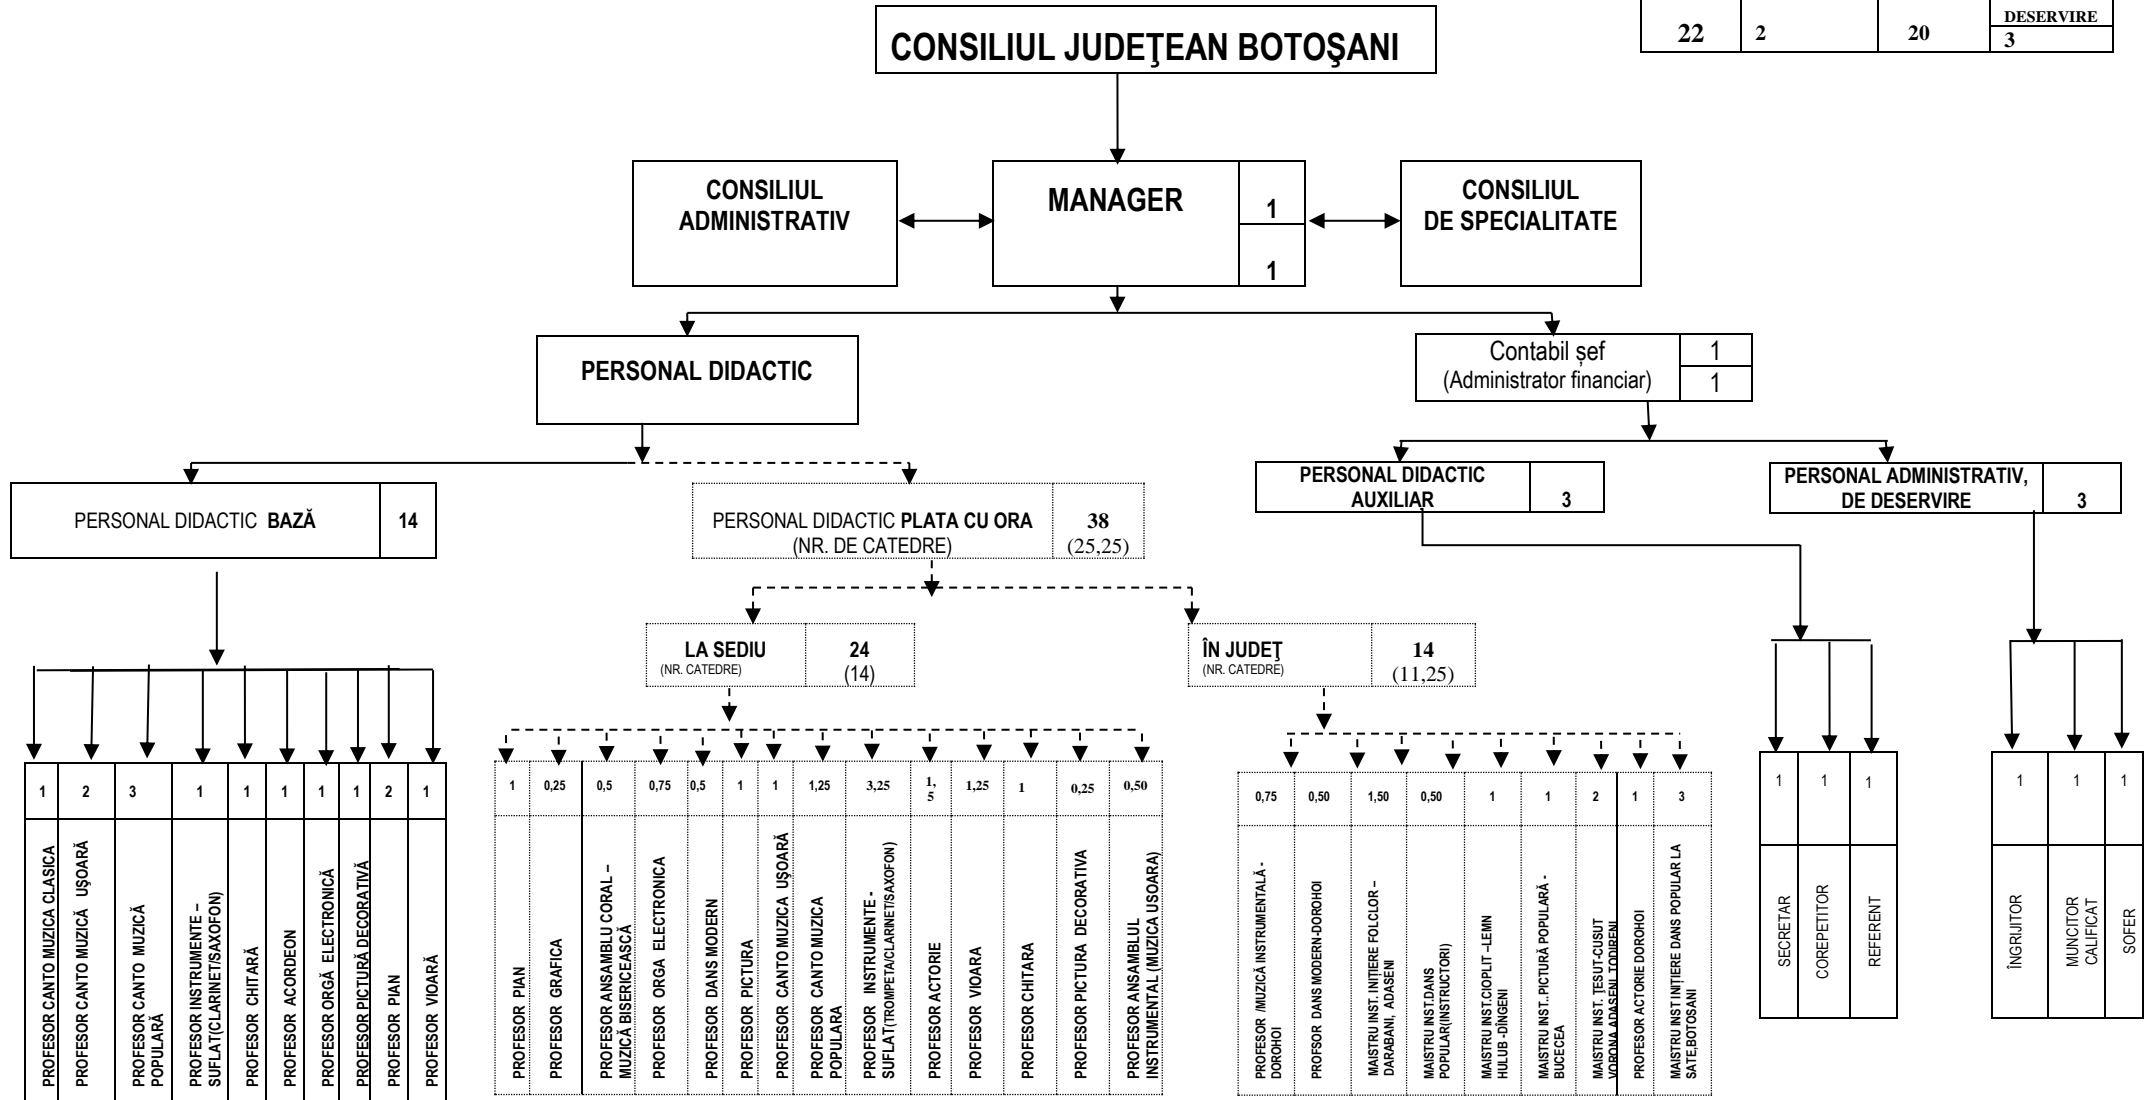 DESERVIRE
22 2 20 3
CONSILIUL JUDEŢEAN BOTOŞANI
CONSILIUL
ADMINISTRATIV
MANAGER
1
1
CONSILIUL
DE SPECIALITATE
PERSONAL DIDACTIC
Contabil șef
(Administrator financiar)
1
1
PERSONAL DIDACTIC BAZĂ 14
PERSONAL DIDACTIC PLATA CU ORA 38
(NR. DE CATEDRE) (25,25)
PERSONAL DIDACTIC
AUXILIAR 3
PERSONAL ADMINISTRATIV,
DE DESERVIRE 3
LA SEDIU 24
(NR. CATEDRE) (14)
ÎN JUDEŢ 14
(NR. CATEDRE) (11,25)
1 2 3 1 1 1 1 1 2 1
PROFESOR CANTO MUZICA CLASICA
PROFESOR CANTO MUZICĂ UŞOARĂ
PROFESOR CANTO MUZICĂ
POPULARĂ
PROFESOR INSTRUMENTE –
SUFLAT(CLARINET/SAXOFON)
PROFESOR CHITARĂ
PROFESOR ACORDEON
PROFESOR ORGĂ ELECTRONICĂ
PROFESOR PICTURĂ DECORATIVĂ
PROFESOR PIAN
PROFESOR VIOARĂ
1 0,25 0,5 0,75 0,5 1 1 1,25 3,25 1,
5 1,25 1 0,25 0,50
PROFESOR PIAN
PROFESOR GRAFICA
PROFESOR ANSAMBLU CORAL –
MUZICĂ BISERICEASCĂ
PROFESOR ORGA ELECTRONICA
PROFESOR DANS MODERN
PROFESOR PICTURA
PROFESOR CANTO MUZICA UŞOARĂ
PROFESOR CANTO MUZICA
POPULARA
PROFESOR INSTRUMENTE -
SUFLAT(TROMPETA/CLARINET/SAXOFON)
PROFESOR ACTORIE
PROFESOR VIOARA
PROFESOR CHITARA
PROFESOR PICTURA DECORATIVA
PROFESOR ANSAMBLUL
INSTRUMENTAL (MUZICA USOARA)
0,75 0,50 1,50 0,50 1 1 2 1 3
PROFESOR /MUZICĂ INSTRUMENTALĂ -
DOROHOI
PROFSOR DANS MODERN-DOROHOI
MAISTRU INST. INIȚIERE FOLCLOR –
DARABANI, ADASENI
MAISTRU INST.DANS
POPULAR(INSTRUCTORI)
MAISTRU INST.CIOPLIT –LEMN
HULUB -DÎNGENI
MAISTRU INST. PICTURĂ POPULARĂ -
BUCECEA
MAISTRU INST. ŢESUT-CUSUT
VORONA ADASENI, TODIRENI
PROFESOR ACTORIE DOROHOI
MAISTRU INST INIȚIERE DANS POPULAR LA
SATE,BOTOSANI
1 1 1
SECRETAR
COREPETITOR
REFERENT
1 1 1
ÎNGRIJITOR
MUNCITOR
CALIFICAT
SOFER